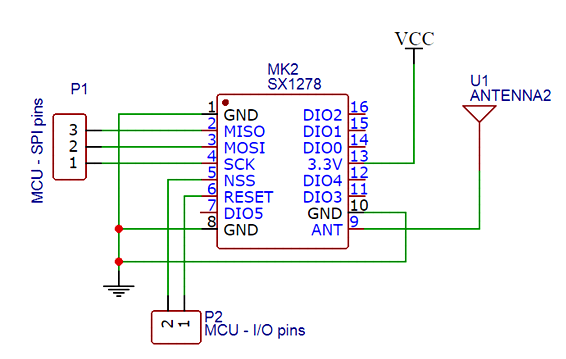 VCC
U1
ANTENNA2
MK2
SX1278
P1
MCU - SPI pins
3
2
1
1 GND
2 MISO
3 MOSI
4 SCK
5 NSS
6 RESET
7 DIO5
8 GND
DIO2 16
DIO1 15
DIO0 14
3.3V 13
DIO4 12
DIO3 11
GND 10
ANT 9
2 1
P2
MCU - I/O pins